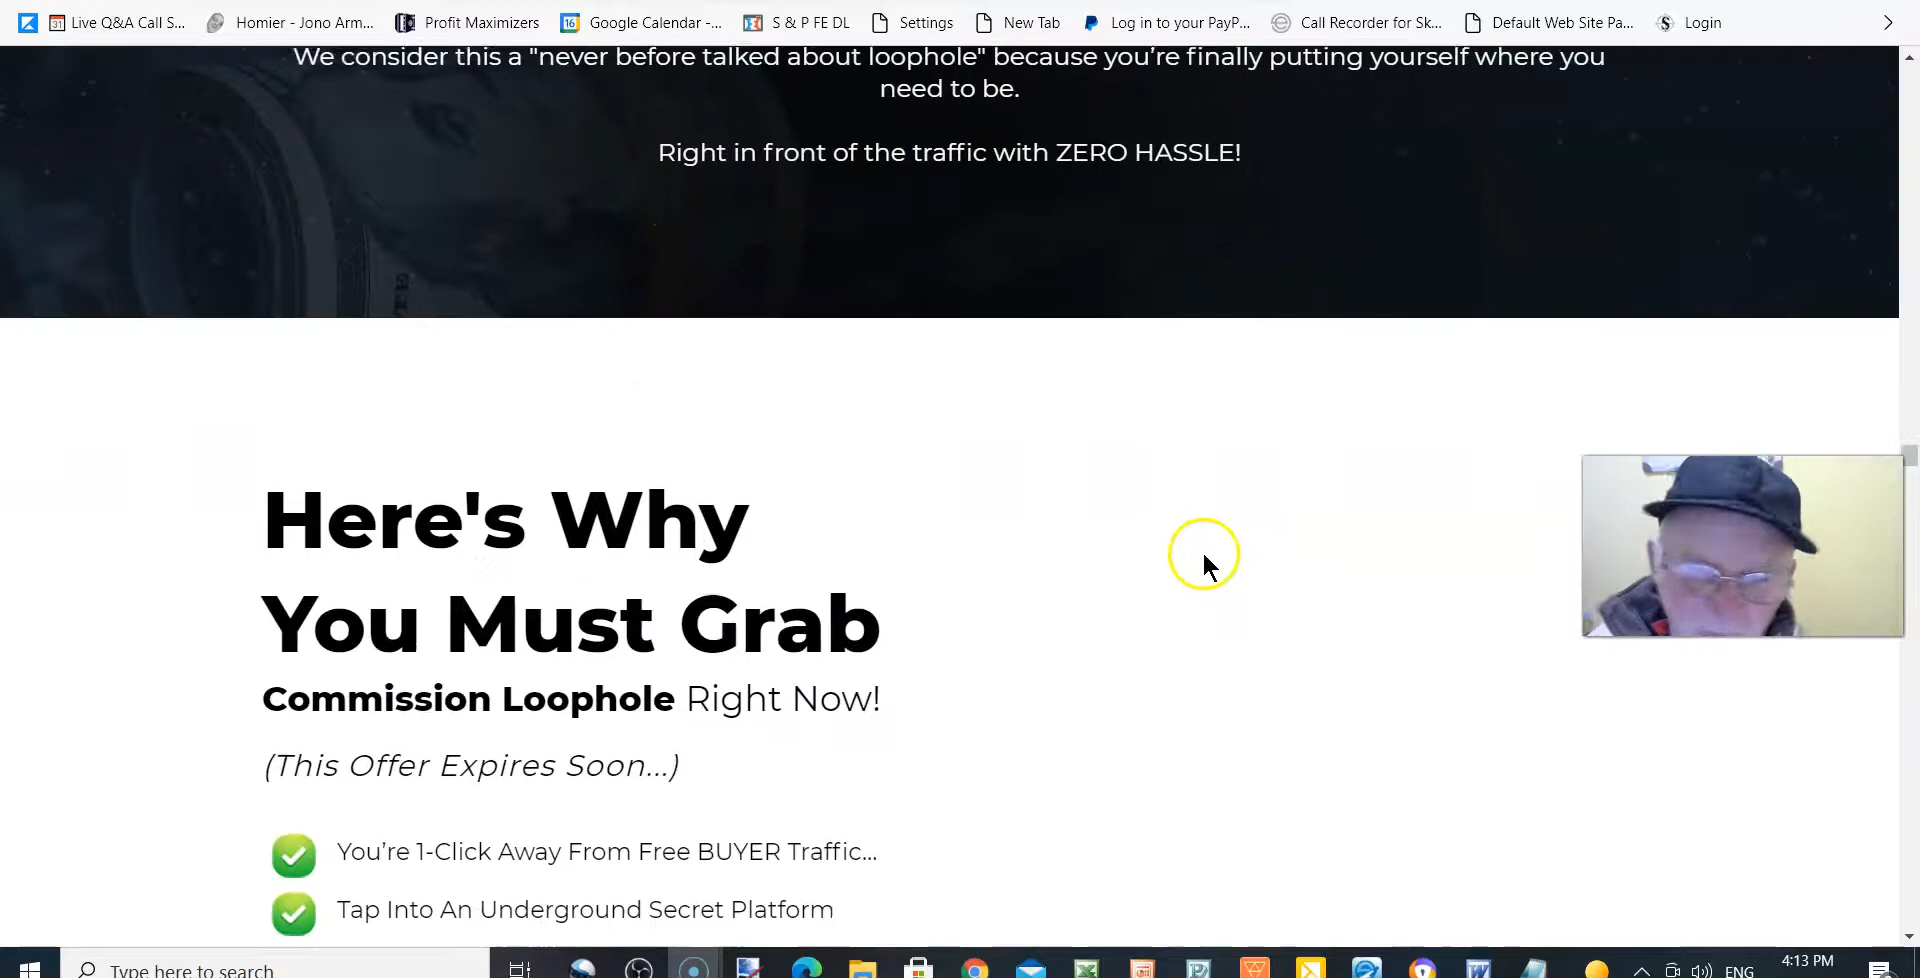 Live Q&A Call S... Homier - Jono Arm... Profit Maximizers Google Calendar -... S & P FE DL Settings New Tab Log in to your PayP... Call Recorder for Sk... Default Web Site Pa... Login
We consider this a "never before talked about loophole" because you’re finally putting yourself where you
need to be.
Right in front of the traffic with ZERO HASSLE!
Here's Why
You Must Grab
Commission Loophole Right Now!
(This Offer Expires Soon...)
You’re 1-Click Away From Free BUYER Traffic...
Tap Into An Underground Secret Platform
Type here to search
ENG
4:13 PM